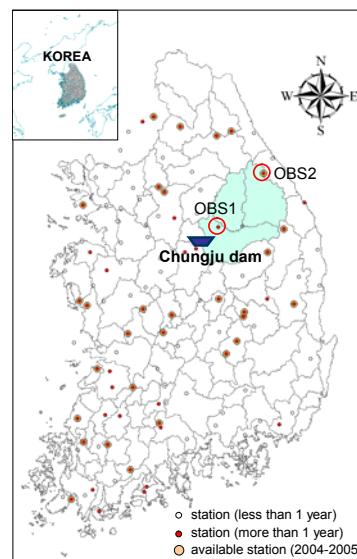 KOREA
N
W E
S
OBS2
OBS1
Chungju dam
station (less than 1 year)
station (more than 1 year)
available station (2004-2005)